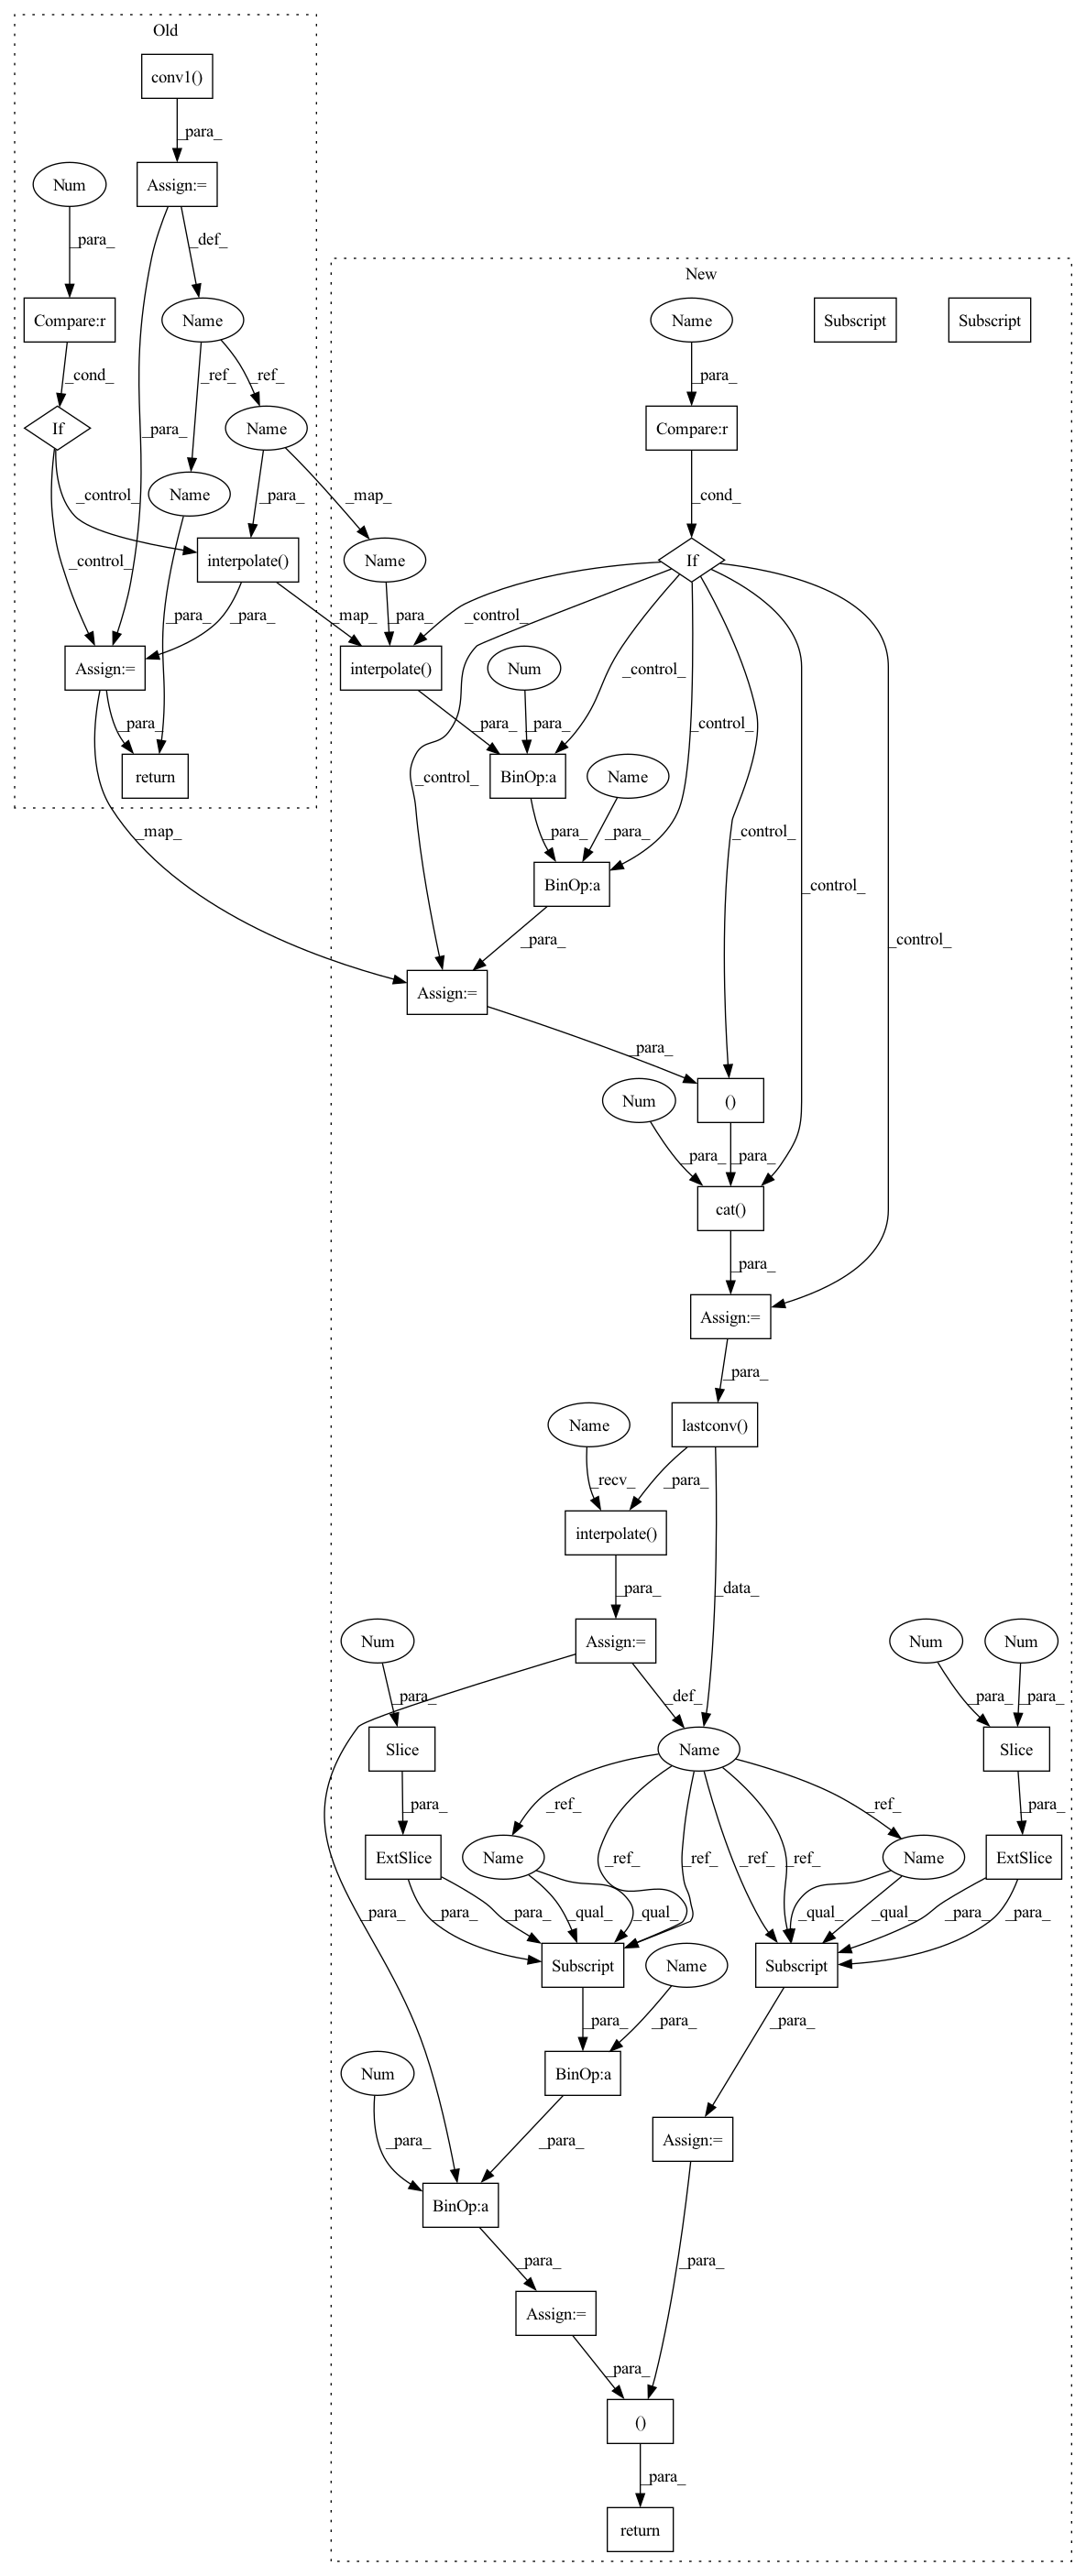 Old
conv1()
_para_
Num
Assign:=
_para_
_def_
New
Compare:r
Name
Name
Subscript
Subscript
_cond_
_ref_
_ref_
_para_
If
_para_
Name
Compare:r
_control_
Name
_para_
_map_
_cond_
_control_
interpolate()
Name
If
_para_
_para_
_map_
_para_
_control_
Assign:=
interpolate()
Num
_control_
_para_
_para_
_para_
_control_
return
BinOp:a
Name
_control_
_map_
_para_
_para_
_control_
BinOp:a
_control_
_para_
_control_
Assign:=
_para_
Num
()
_para_
_para_
cat()
_para_
Assign:=
_para_
Name
lastconv()
_recv_
_para_
interpolate()
_para_
_data_
Num
Assign:=
Num
Num
_para_
_def_
_para_
_para_
Slice
Name
Slice
_para_
_ref_
_ref_
_para_
ExtSlice
Name
_ref_
_ref_
_ref_
_ref_
Name
ExtSlice
_para_
_para_
_para_
_qual_
_qual_
_qual_
_qual_
_para_
_para_
Subscript
Name
Subscript
_para_
_para_
_para_
Num
BinOp:a
Assign:=
_para_
_para_
BinOp:a
_para_
_para_
Assign:=
_para_
()
_para_
return